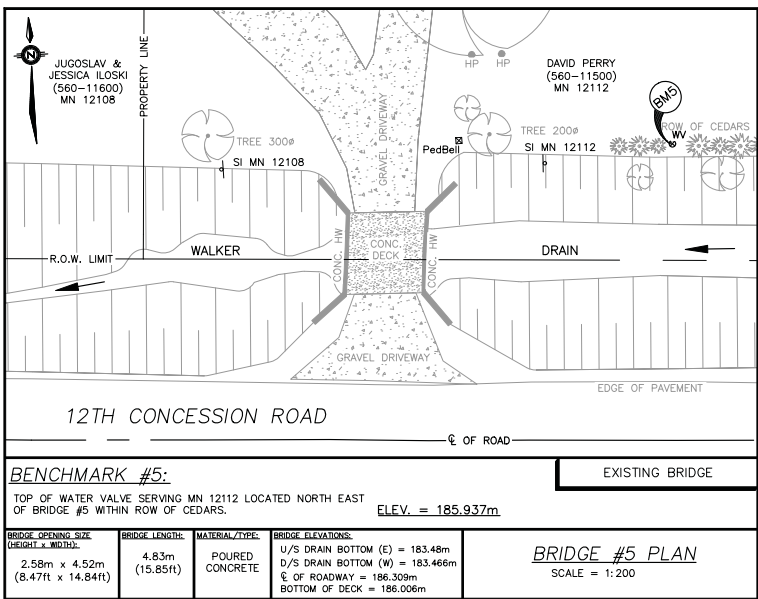 N
JUGOSLAV &
JESSICA ILOSKI
(560-11600)
MN 12108
PROPERTY LINE
GRAVEL DRIVEWAY
HP HP
DAVID PERRY
(560-11500)
MN 12112
BM5
ROW OF CEDARS
WV
TREE 300ø
SI MN 12108
PedBell
TREE 200ø
SI MN 12112
R.O.W. LIMIT
WALKER
CONC. HW
CONC.
DECK
CONC. HW
DRAIN
GRAVEL DRIVEWAY
EDGE OF PAVEMENT
12TH CONCESSION ROAD
℄ OF ROAD
BENCHMARK #5:
TOP OF WATER VALVE SERVING MN 12112 LOCATED NORTH EAST
OF BRIDGE #5 WITHIN ROW OF CEDARS.
ELEV. = 185.937m
EXISTING BRIDGE
BRIDGE OPENING SIZE
(HEIGHT x WIDTH):
2.58m x 4.52m
(8.47ft x 14.84ft)
BRIDGE LENGTH:
4.83m
(15.85ft)
MATERIAL/TYPE:
POURED
CONCRETE
BRIDGE ELEVATIONS:
U/S DRAIN BOTTOM (E) = 183.48m
D/S DRAIN BOTTOM (W) = 183.466m
℄ OF ROADWAY = 186.309m
BOTTOM OF DECK = 186.006m
BRIDGE #5 PLAN
SCALE = 1:200